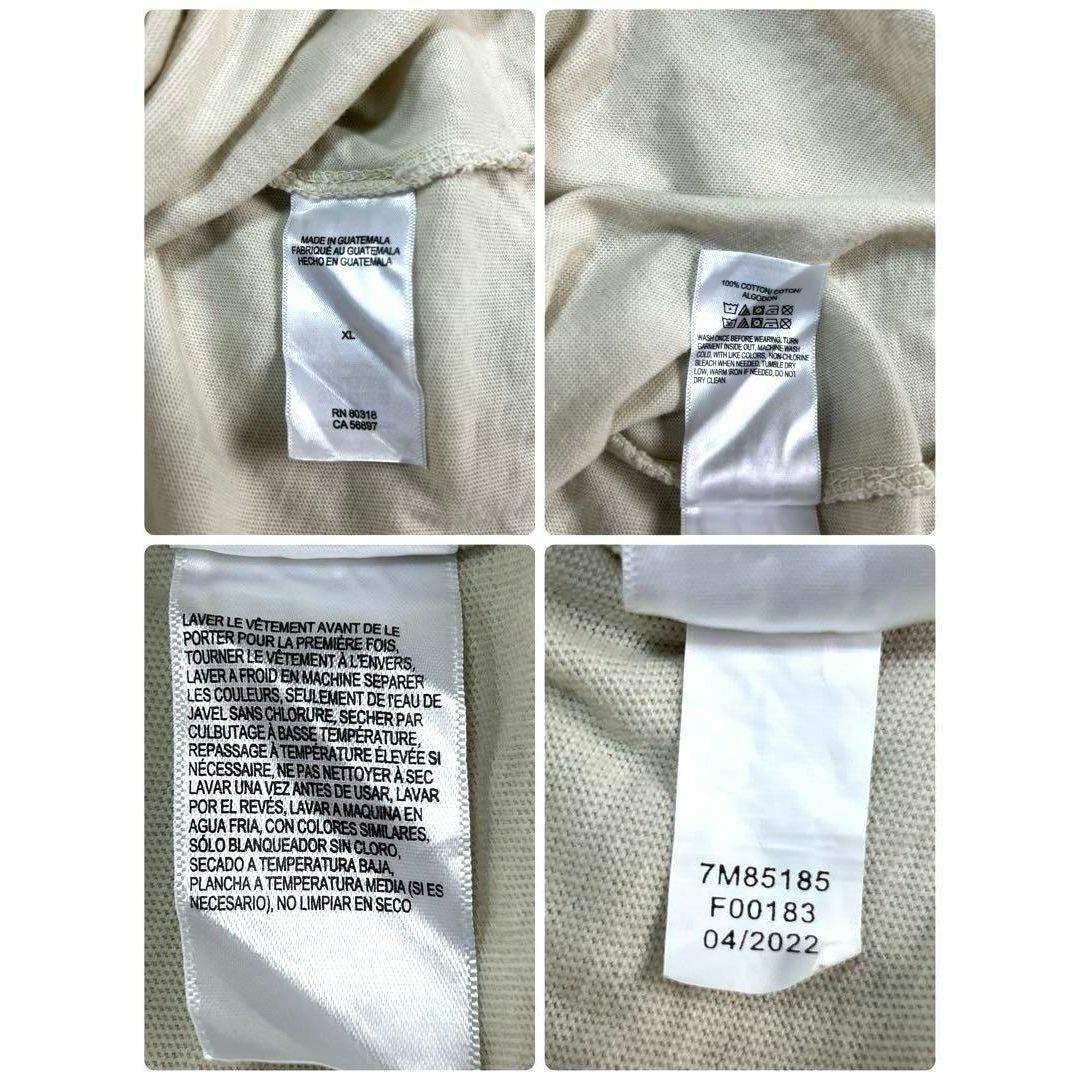 MADE IN GUATEMALA
FABRIQUÉ AU GUATEMALA
HECHO EN GUATEMALA
XL
RN 80318
CA 56897
100% COTTON/COTON/
ALGODON
WASH ONCE BEFORE WEARING, TURN
GARMENT INSIDE OUT, MACHINE WASH
COLD, WITH LIKE COLORS, NON-CHLORINE
BLEACH WHEN NEEDED, TUMBLE DRY
LOW, WARM IRON IF NEEDED, DO NOT
DRY CLEAN
LAVER LE VÊTEMENT AVANT DE LE
PORTER POUR LA PREMIÉRE FOIS,
TOURNER LE VÊTEMENT À L'ENVERS,
LAVER A FROID EN MACHINE SEPARER
LES COULEURS, SEULEMENT DE l'EAU DE
JAVEL SANS CHLORURE, SECHER PAR
CULBUTAGE À BASSE TEMPÉRATURE,
REPASSAGE À TEMPÉRATURE ÉLEVÉE SI
NÉCESSAIRE, NE PAS NETTOYER À SEC
LAVAR UNA VEZ ANTES DE USAR, LAVAR
POR EL REVÉS, LAVAR A MAQUINA EN
AGUA FRIA, CON COLORES SIMILARES,
SÓLO BLANQUEADOR SIN CLORO,
SECADO A TEMPERATURA BAJA,
PLANCHA A TEMPERATURA MEDIA (SI ES
NECESARIO), NO LIMPIAR EN SECO
7M85185
F00183
04/2022